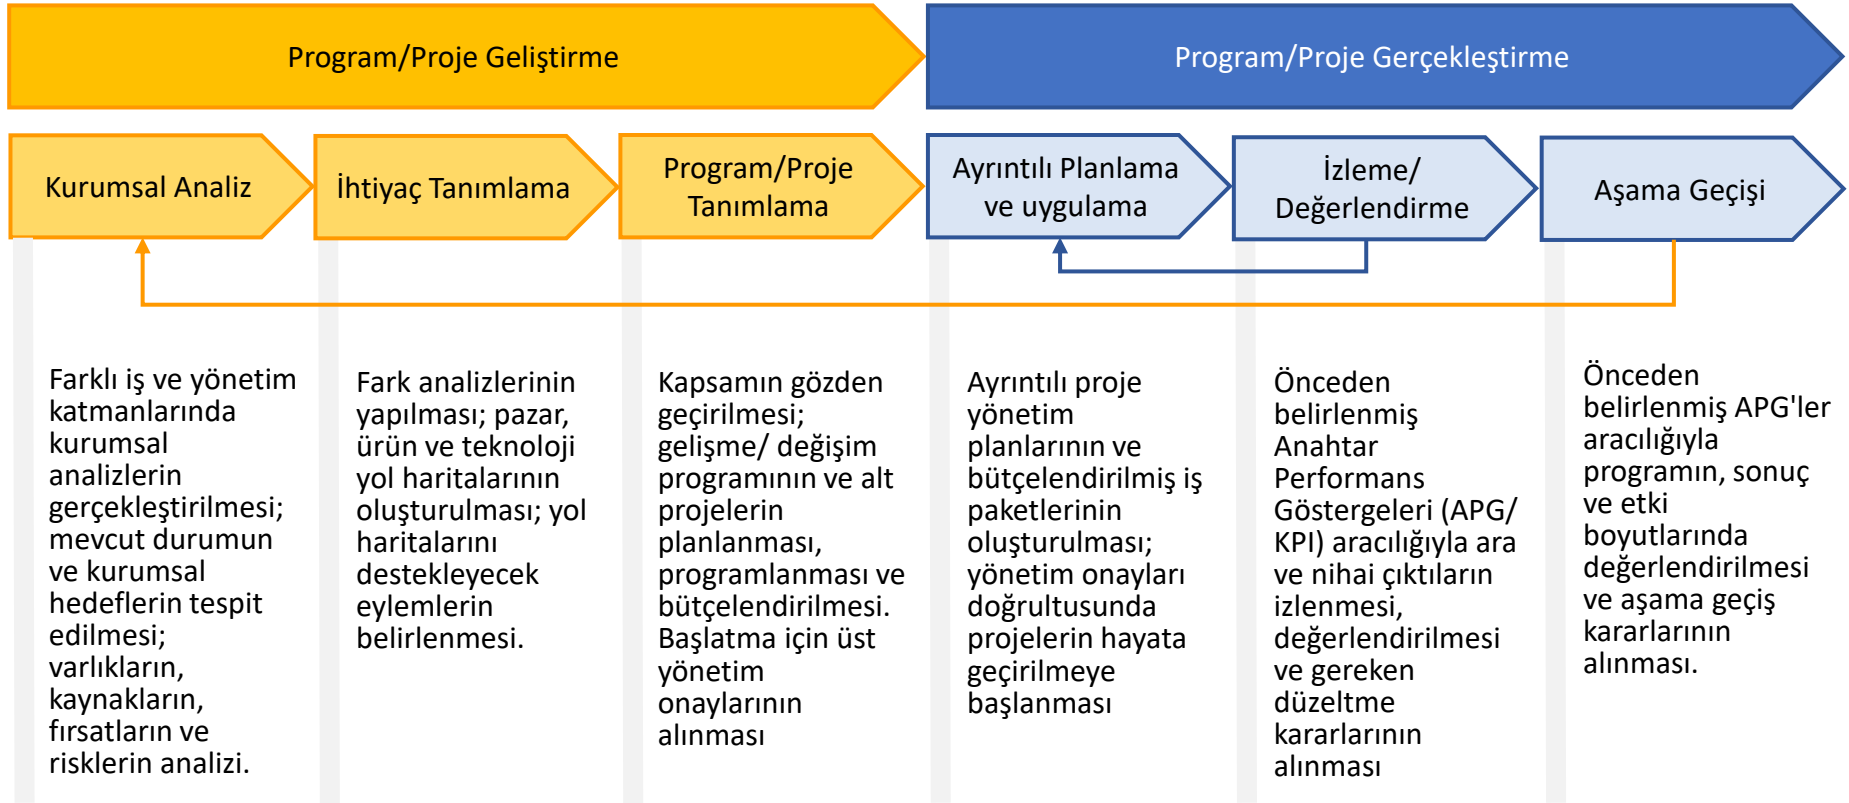 Program/Proje Geliştirme
Program/Proje Gerçekleştirme
Kurumsal Analiz
İhtiyaç Tanımlama
Program/Proje
Tanımlama
Ayrıntılı Planlama
ve uygulama
İzleme/
Değerlendirme
Aşama Geçişi
Farklı iş ve yönetim
katmanlarında
kurumsal
analizlerin
gerçekleştirilmesi;
mevcut durumun
ve kurumsal
hedeflerin tespit
edilmesi;
varlıkların,
kaynakların,
fırsatların ve
risklerin analizi.
Fark analizlerinin
yapılması; pazar,
ürün ve teknoloji
yol haritalarının
oluşturulması; yol
haritalarını
destekleyecek
eylemlerin
belirlenmesi.
Kapsamın gözden
geçirilmesi;
gelişme/ değişim
programının ve alt
projelerin
planlanması,
programlanması ve
bütçelendirilmesi.
Başlatma için üst
yönetim
onaylarının
alınması
Ayrıntılı proje
yönetim
planlarının ve
bütçelendirilmiş iş
paketlerinin
oluşturulması;
yönetim onayları
doğrultusunda
projelerin hayata
geçirilmeye
başlanması
Önceden
belirlenmiş
Anahtar
Performans
Göstergeleri (APG/
KPI) aracılığıyla ara
ve nihai çıktıların
izlenmesi,
değerlendirilmesi
ve gereken
düzeltme
kararlarının
alınması
Önceden
belirlenmiş APG'ler
aracılığıyla
programın, sonuç
ve etki
boyutlarında
değerlendirilmesi
ve aşama geçiş
kararlarının
alınması.